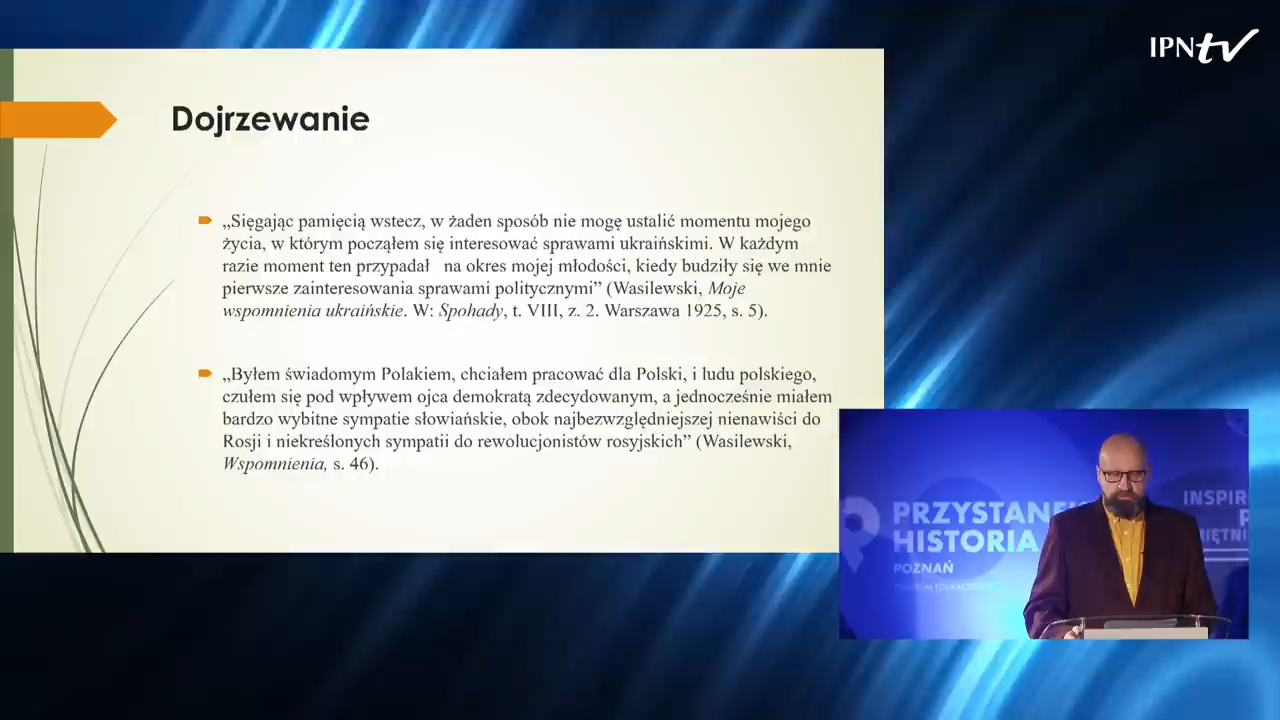 IPNtv
Dojrzewanie
„Sięgając pamięcią wstecz, w żaden sposób nie mogę ustalić momentu mojego
życia, w którym począłem się interesować sprawami ukraińskimi. W każdym
razie moment ten przypadał na okres mojej młodości, kiedy budziły się we mnie
pierwsze zainteresowania sprawami politycznymi” (Wasilewski, Moje
wspomnienia ukraińskie. W: Spohady, t. VIII, z. 2. Warszawa 1925, s. 5).
„Byłem świadomym Polakiem, chciałem pracować dla Polski, i ludu polskiego,
czułem się pod wpływem ojca demokratą zdecydowanym, a jednocześnie miałem
bardzo wybitne sympatie słowiańskie, obok najbezwzględniejszej nienawiści do
Rosji i niekreślonych sympatii do rewolucjonistów rosyjskich” (Wasilewski,
Wspomnienia, s. 46).
PRZYSTANEK
HISTORIA
POZNAŃ
INSPIR